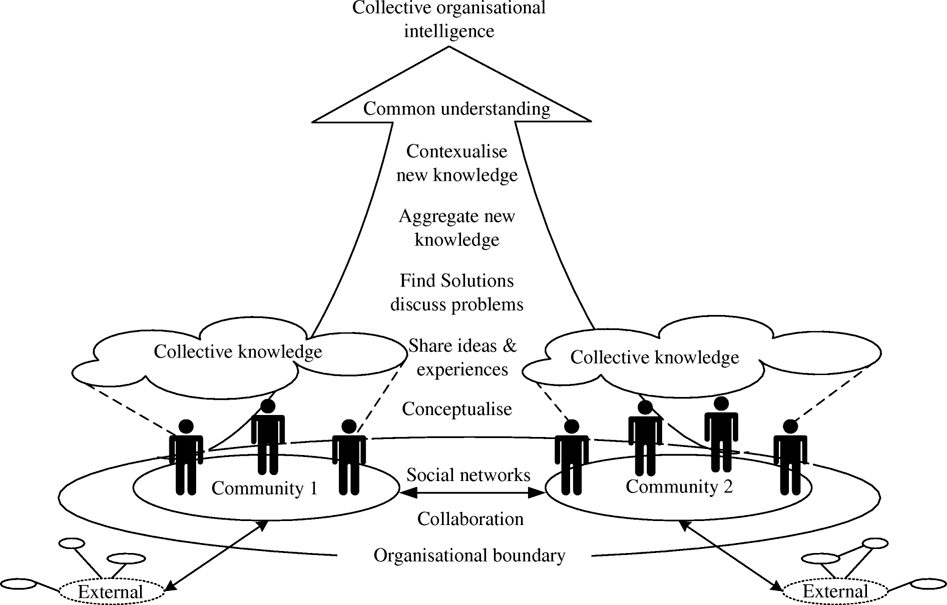 Collective organisational
intelligence
Common understanding
Contexualise
new knowledge
Aggregate new
knowledge
Find Solutions
discuss problems
Collective knowledge
Share ideas &
experiences
Collective knowledge
Conceptualise
Social networks
Community 1
Community 2
Collaboration
Organisational boundary
External
External